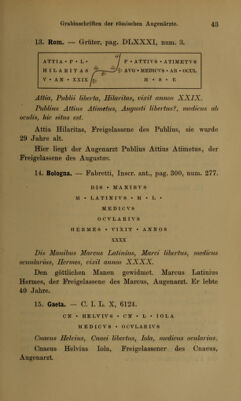 Grabinschriften der römischen Augenärzte. 43
13. Rom. — Grüter, pag. DLXXXI, num. 3.
ATTIA • P • L • P • ATTIVS • ATIMETVS
HILARITAS AVG • MEDICVS • AB • OCUL
V • AN • XXIX H • S • E
Attia, Publii liberta, Hilaritas, vixit annos XXIX.
Publius Attius Atimetus, Augusti libertus?, medicus ab
oculis, hic situs est.
Attia Hilaritas, Freigelassene des Publius, sie wurde
29 Jahre alt.
Hier liegt der Augenarzt Publius Attius Atimetus, der
Freigelassene des Augustus.
14. Bologna. — Fabretti, Inscr. ant., pag. 300, num. 277.
DIS • MANIBVS
M • LATINIVS • M • L •
MEDICVS
OCVLARIVS
HERMES • VIXIT • ANNOS
XXXX
Dis Manibus Marcus Latinius, Marci libertus, medicus
ocularius, Hermes, vixit annos XXXX.
Den göttlichen Manen gewidmet. Marcus Latinius
Hermes, der Freigelassene des Marcus, Augenarzt. Er lebte
40 Jahre.
15. Gaeta. — C. I. L. X, 6124.
CN • HELVIVS • CN • L • IOLA
MEDICVS • OCVLARIVS
Cnaeus Helvius, Cnaei libertus, Iola, medicus ocularius.
Cnaeus Helvius Iola, Freigelassener des Cnaeus,
Augenarzt.